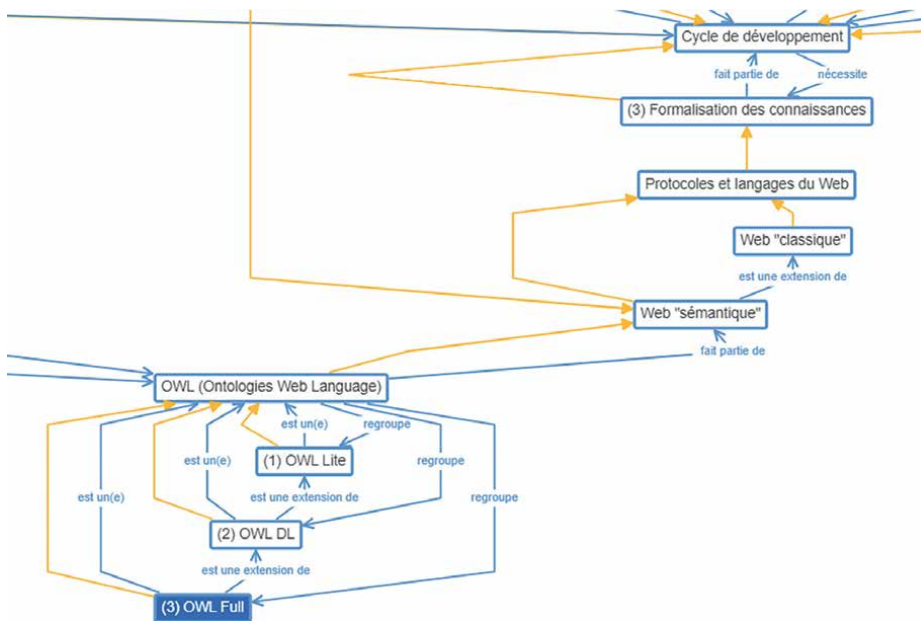 Cycle de développement
fait partie de
nécessite
(3) Formalisation des connaissances
Protocoles et langages du Web
Web "classique"
est une extension de
Web "sémantique"
fait partie de
OWL (Ontologies Web Language)
est un(e)
regroupe
(1) OWL Lite
est un(e)
regroupe
est un(e)
est une extension de
regroupe
(2) OWL DL
est une extension de
(3) OWL Full